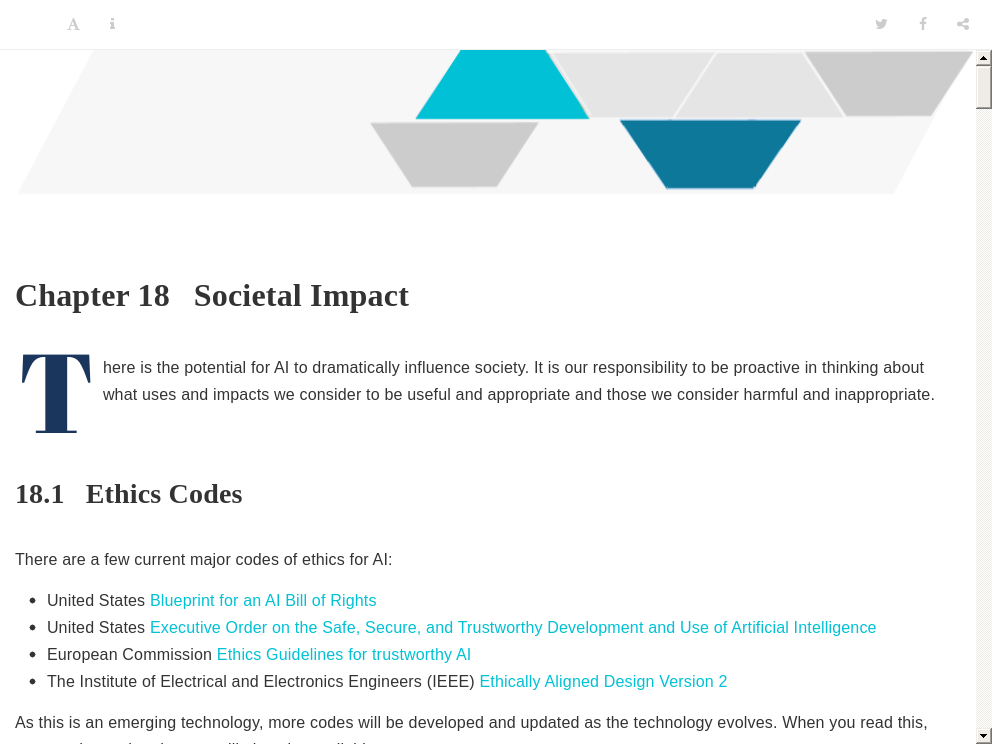 Chapter 18 Societal Impact
There is the potential for AI to dramatically influence society. It is our responsibility to be proactive in thinking about
what uses and impacts we consider to be useful and appropriate and those we consider harmful and inappropriate.
18.1 Ethics Codes
There are a few current major codes of ethics for AI:
• United States Blueprint for an AI Bill of Rights
• United States Executive Order on the Safe, Secure, and Trustworthy Development and Use of Artificial Intelligence
• European Commission Ethics Guidelines for trustworthy AI
• The Institute of Electrical and Electronics Engineers (IEEE) Ethically Aligned Design Version 2
As this is an emerging technology, more codes will be developed and updated as the technology evolves. When you read this,